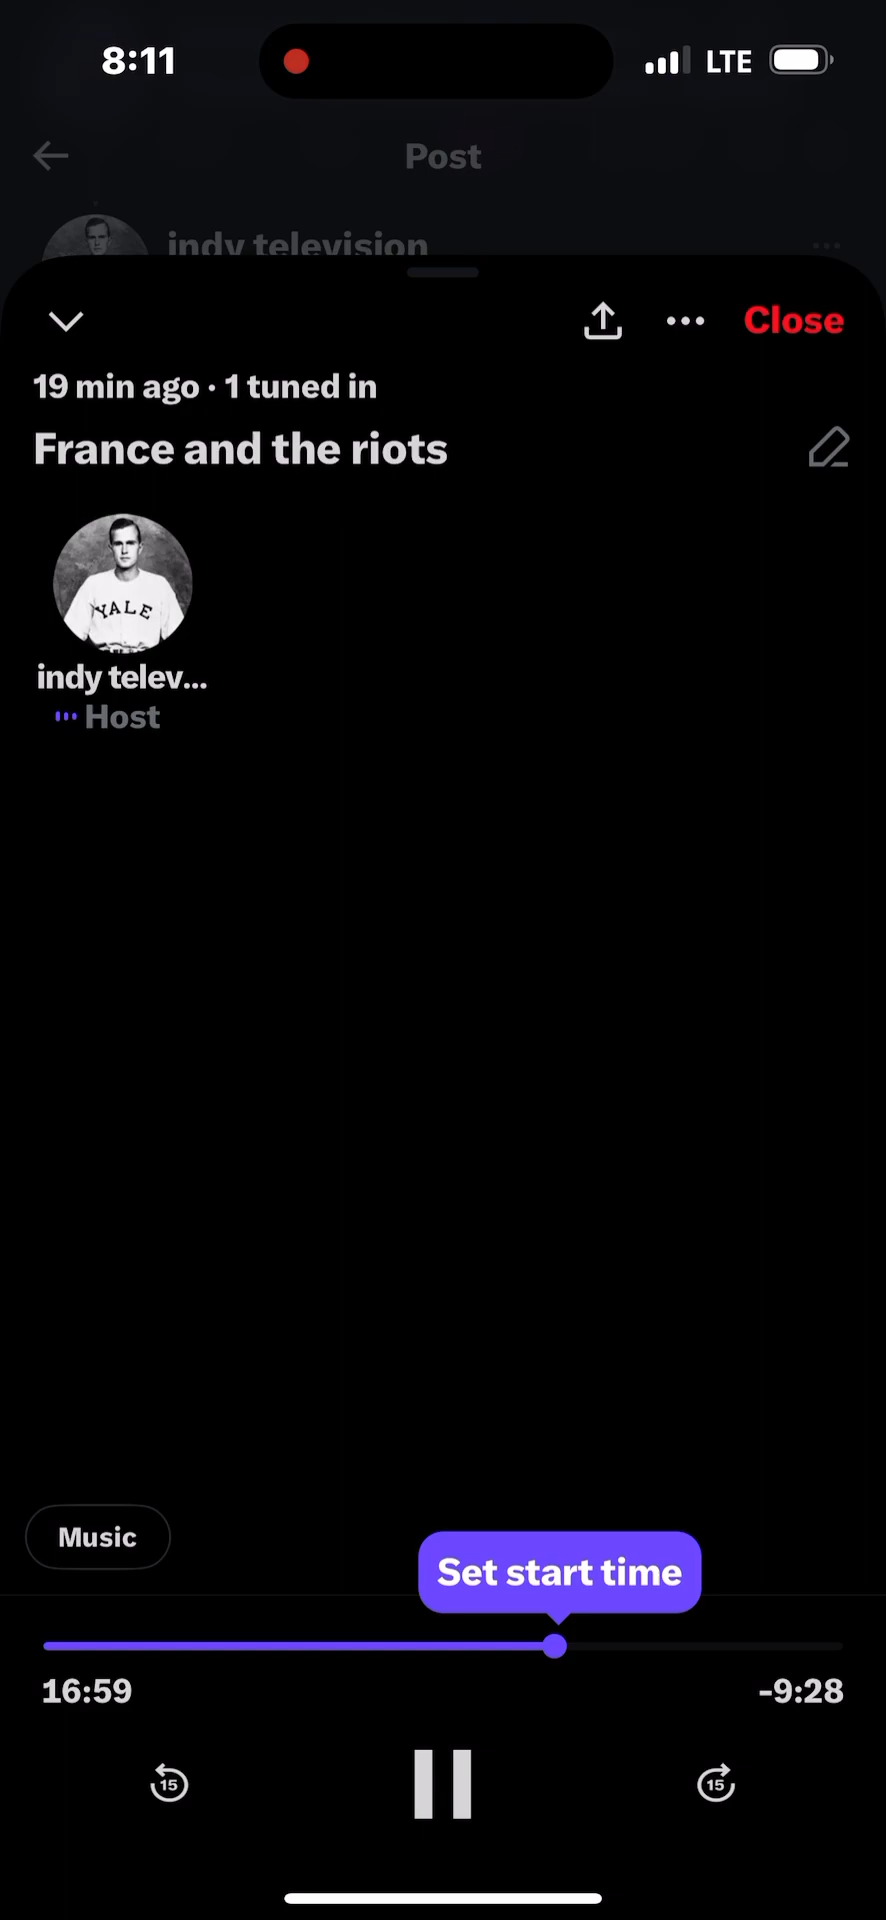 8:11
LTE
Post
indy television
Close
19 min ago · 1 tuned in
France and the riots
YALE
indy telev...
Host
Music
Set start time
16:59
-9:28
15
15